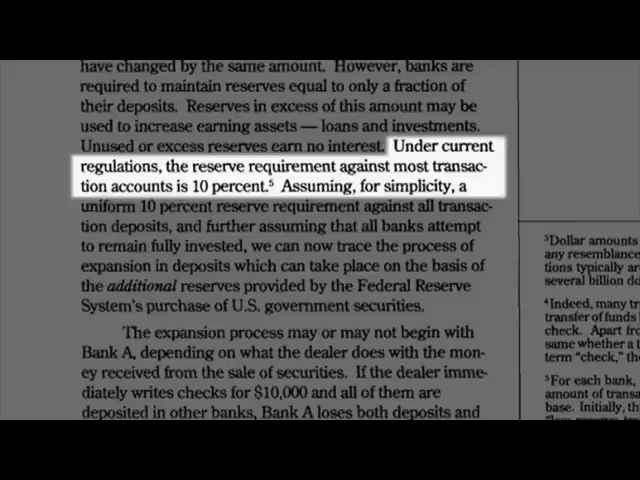 have changed by the same amount. However, banks are
required to maintain reserves equal to only a fraction of
their deposits. Reserves in excess of this amount may be
used to increase earning assets — loans and investments.
Unused or excess reserves earn no interest. Under current
regulations, the reserve requirement against most transac-
tion accounts is 10 percent.⁵ Assuming, for simplicity, a
uniform 10 percent reserve requirement against all transac-
tion deposits, and further assuming that all banks attempt
to remain fully invested, we can now trace the process of
expansion in deposits which can take place on the basis of
the additional reserves provided by the Federal Reserve
System's purchase of U.S. government securities.
The expansion process may or may not begin with
Bank A, depending on what the dealer does with the mon-
ey received from the sale of securities. If the dealer imme-
diately writes checks for $10,000 and all of them are
deposited in other banks, Bank A loses both deposits and
³Dollar amounts
any resemblance
tions typically ar
several billion do
⁴Indeed, many tr
transfer of funds
check. Apart fro
same whether a t
term "check," th
⁵For each bank,
amount of transa
base. Initially, th